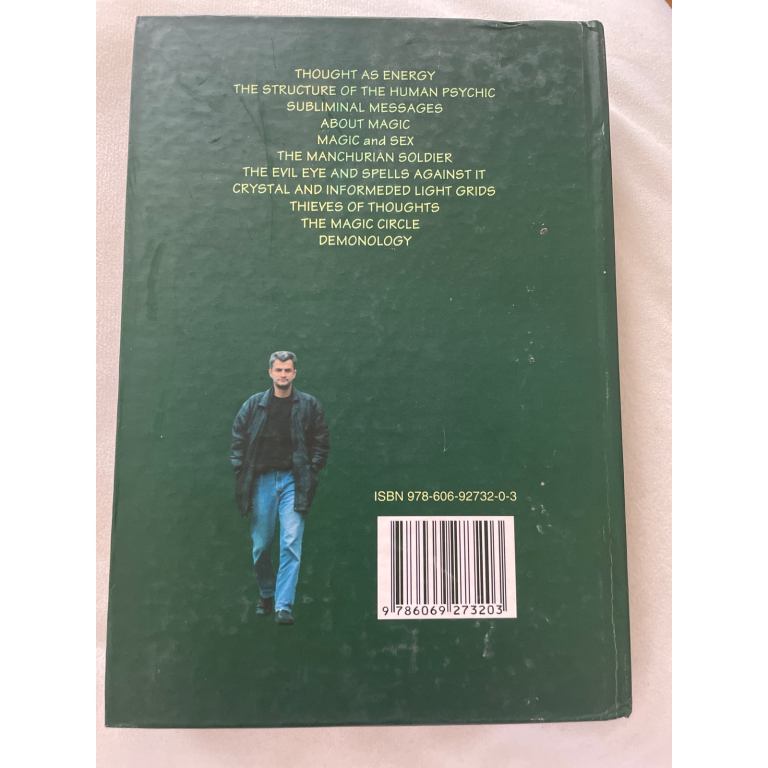 THOUGHT AS ENERGY
THE STRUCTURE OF THE HUMAN PSYCHIC
SUBLIMINAL MESSAGES
ABOUT MAGIC
MAGIC and SEX
THE MANCHURIAN SOLDIER
THE EVIL EYE AND SPELLS AGAINST IT
CRYSTAL AND INFORMEDED LIGHT GRIDS
THIEVES OF THOUGHTS
THE MAGIC CIRCLE
DEMONOLOGY
ISBN 978-606-92732-0-3
9 786069 273203